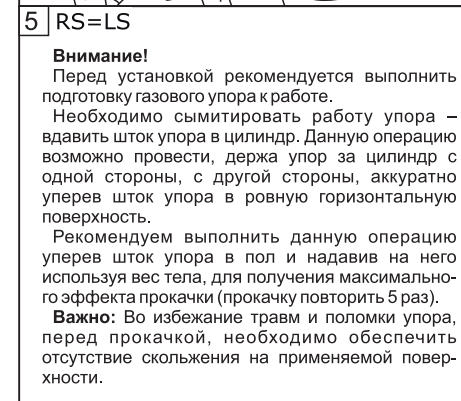 5 RS=LS
Внимание!
Перед установкой рекомендуется выполнить
подготовку газового упора к работе.
Необходимо сымитировать работу упора –
вдавить шток упора в цилиндр. Данную операцию
возможно провести, держа упор за цилиндр с
одной стороны, с другой стороны, аккуратно
уперев шток упора в ровную горизонтальную
поверхность.
Рекомендуем выполнить данную операцию
уперев шток упора в пол и надавив на него
используя вес тела, для получения максимально-
го эффекта прокачки (прокачку повторить 5 раз).
Важно: Во избежание травм и поломки упора,
перед прокачкой, необходимо обеспечить
отсутствие скольжения на применяемой повер-
хности.